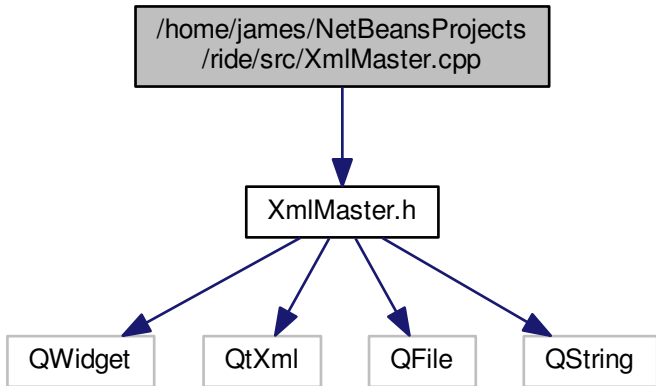 /home/james/NetBeansProjects
/ride/src/XmlMaster.cpp
XmlMaster.h
QWidget
QtXml
QFile
QString